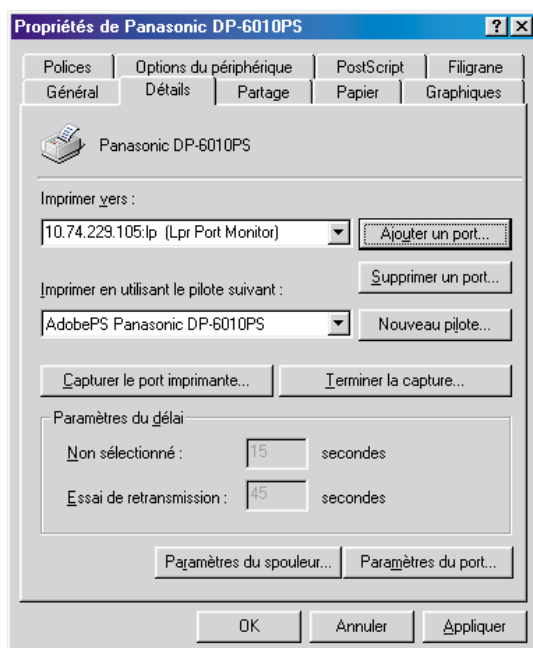 Propriétés de Panasonic DP-6010PS
Polices Options du périphérique PostScript Filigrane
Général Détails Partage Papier Graphiques
Panasonic DP-6010PS
Imprimer vers :
10.74.229.105:lp (Lpr Port Monitor) Ajouter un port...
Supprimer un port...
Imprimer en utilisant le pilote suivant :
AdobePS Panasonic DP-6010PS Nouveau pilote...
Capturer le port imprimante... Terminer la capture...
Paramètres du délai
Non sélectionné : 15 secondes
Essai de retransmission : 45 secondes
Paramètres du spouleur... Paramètres du port...
OK Annuler Appliquer